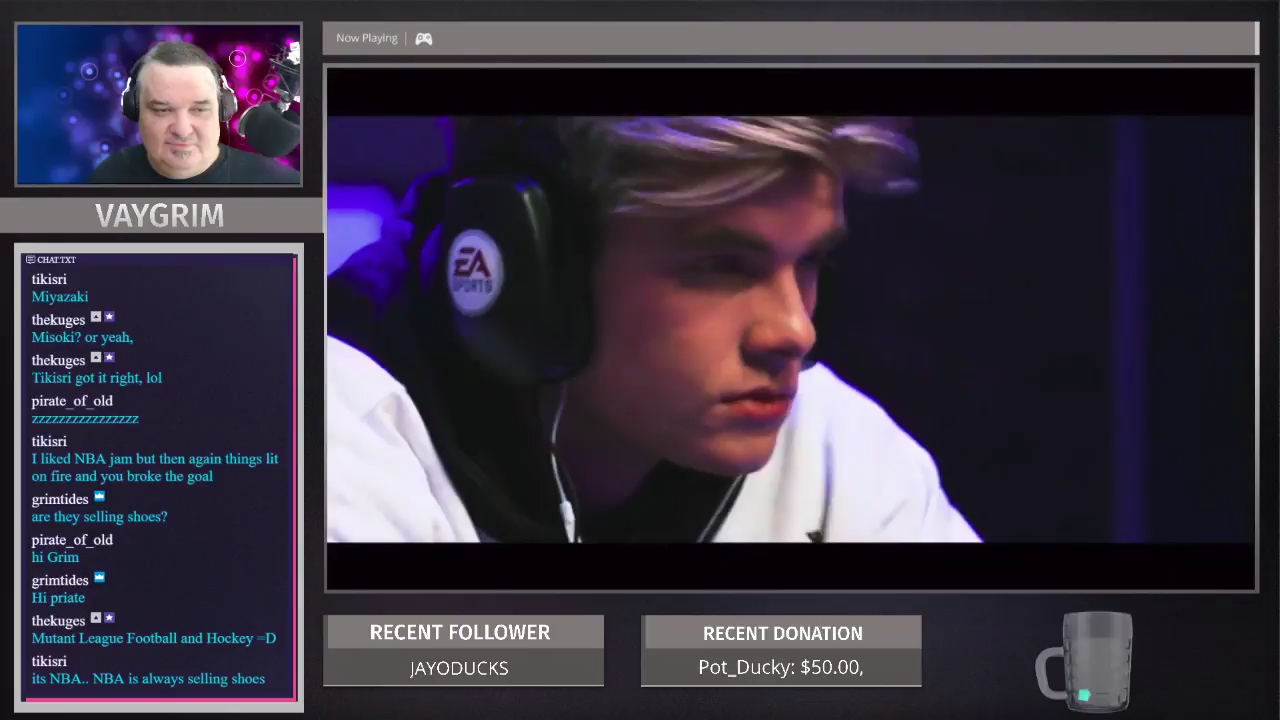 Now Playing
VAYGRIM
CHAT.TXT
tikisri
Miyazaki
thekuges
Misoki? or yeah,
thekuges
Tikisri got it right, lol
pirate_of_old
zzzzzzzzzzzzzzzzz
tikisri
I liked NBA jam but then again things lit
on fire and you broke the goal
grimtides
are they selling shoes?
pirate_of_old
hi Grim
grimtides
Hi priate
thekuges
Mutant League Football and Hockey =D
tikisri
its NBA.. NBA is always selling shoes
EA
SPORTS
RECENT FOLLOWER
JAYODUCKS
RECENT DONATION
Pot_Ducky: $50.00,